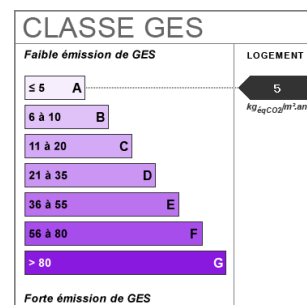 CLASSE GES
Faible émission de GES
LOGEMENT
≤ 5 A
5
kgéqCO2/m².an
6 à 10 B
11 à 20 C
21 à 35 D
36 à 55 E
56 à 80 F
> 80 G
Forte émission de GES